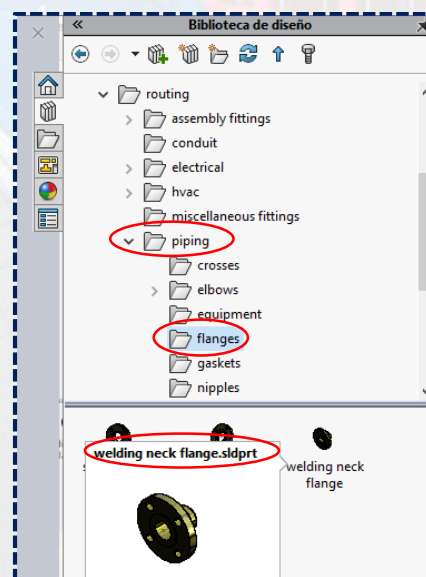 Biblioteca de diseño
routing
assembly fittings
conduit
electrical
hvac
miscellaneous fittings
piping
crosses
elbows
equipment
flanges
gaskets
nipples
welding neck flange.sldprt
welding neck
flange